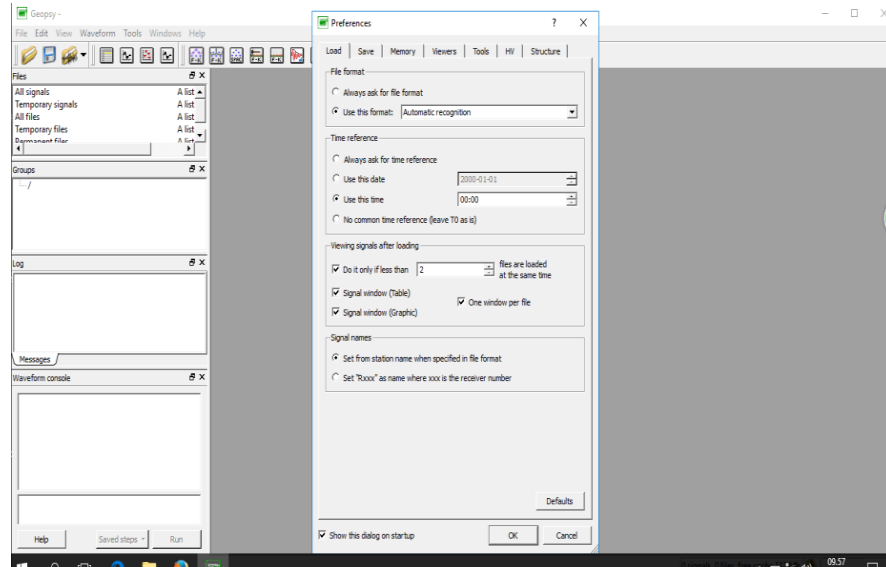 Geopsy -
File Edit View Waveform Tools Windows Help
Files
All signals A list
Temporary signals A list
All files A list
Temporary files A list
Permanent files A list
Groups
/
Log
Messages
Waveform console
Help Saved steps Run
Preferences ? X
Load Save Memory Viewers Tools HV Structure
File format
Always ask for file format
Use this format: Automatic recognition
Time reference
Always ask for time reference
Use this date 2000-01-01
Use this time 00:00
No common time reference (leave T0 as is)
Viewing signals after loading
Do it only if less than 2 files are loaded
at the same time
Signal window (Table)
One window per file
Signal window (Graphic)
Signal names
Set from station name when specified in file format
Set "Rxxx" as name where xxx is the receiver number
Defaults
Show this dialog on startup OK Cancel
09.57